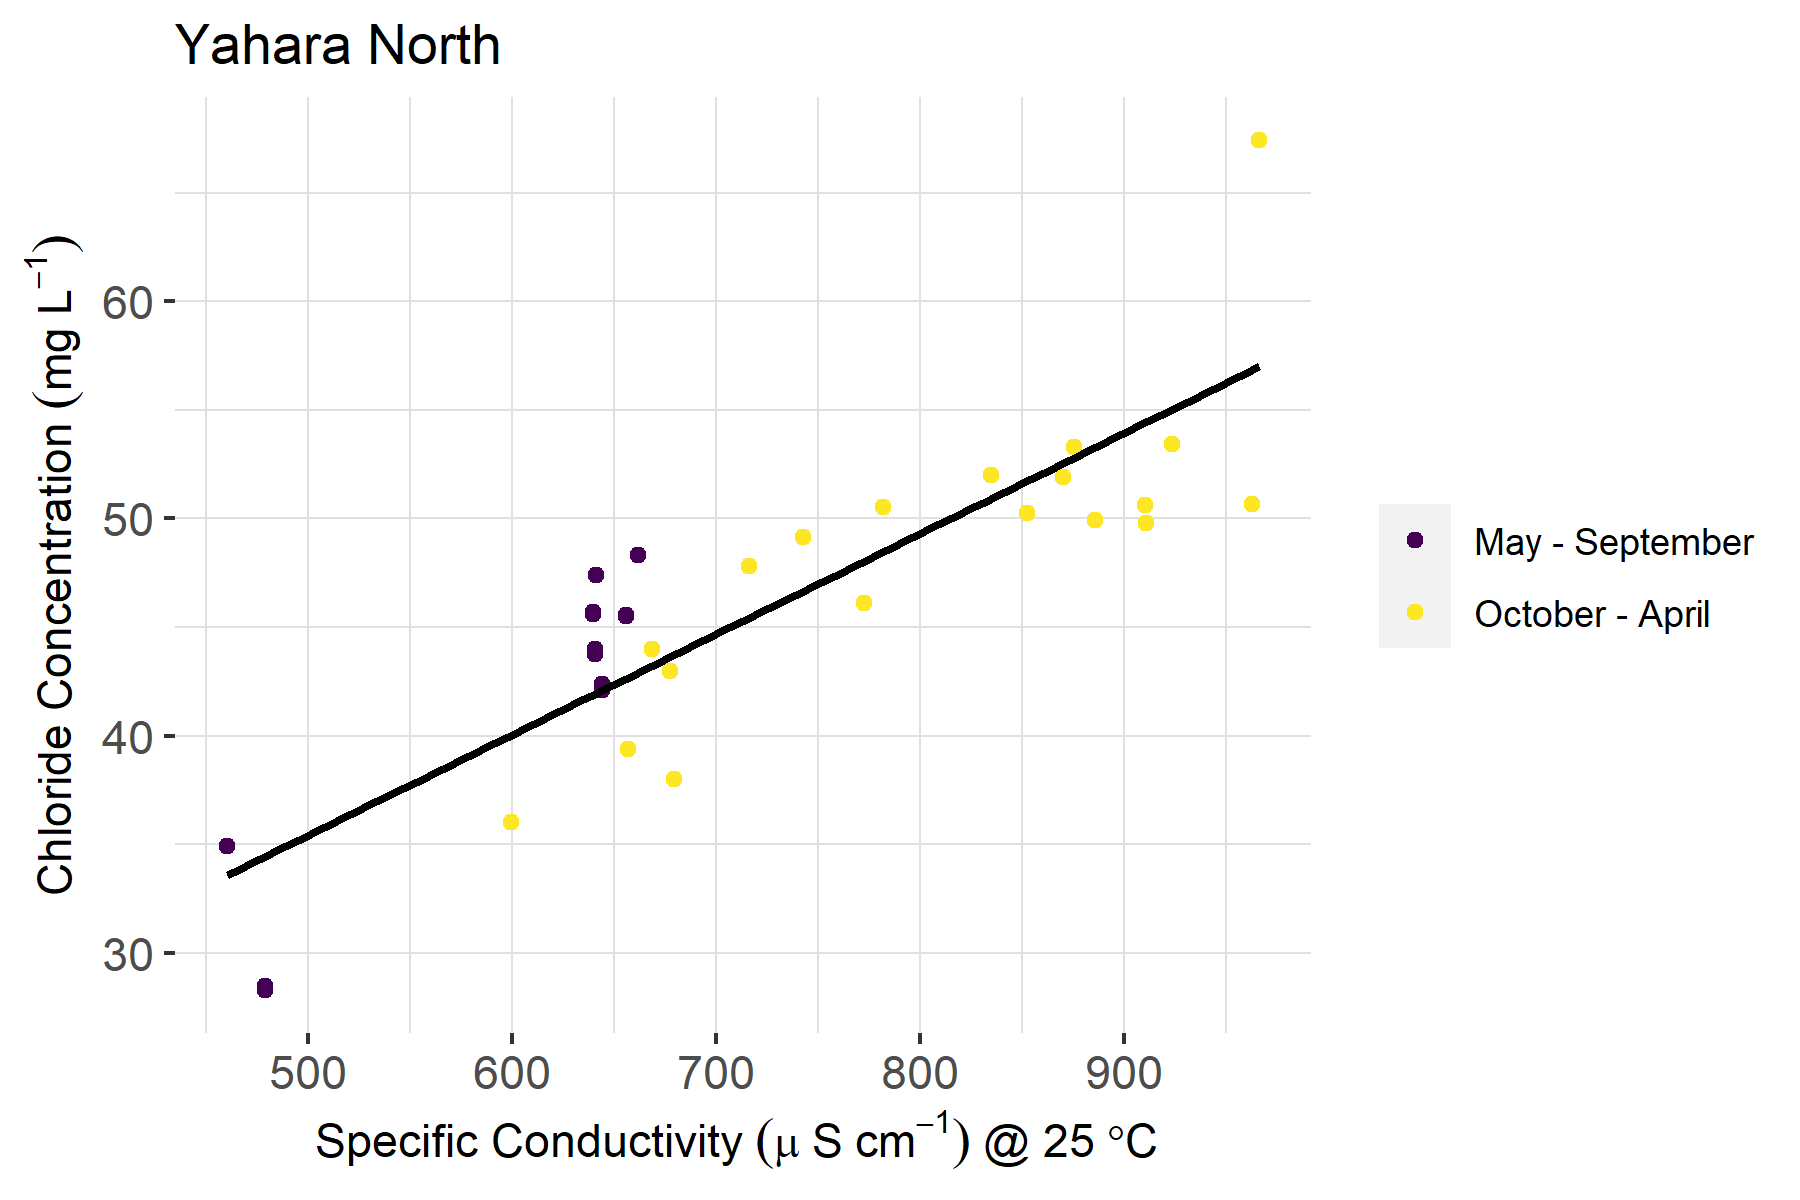 Yahara North
Chloride Concentration (mg L⁻¹)
60
50
40
30
500 600 700 800 900
Specific Conductivity (μ S cm⁻¹) @ 25 °C
May - September
October - April